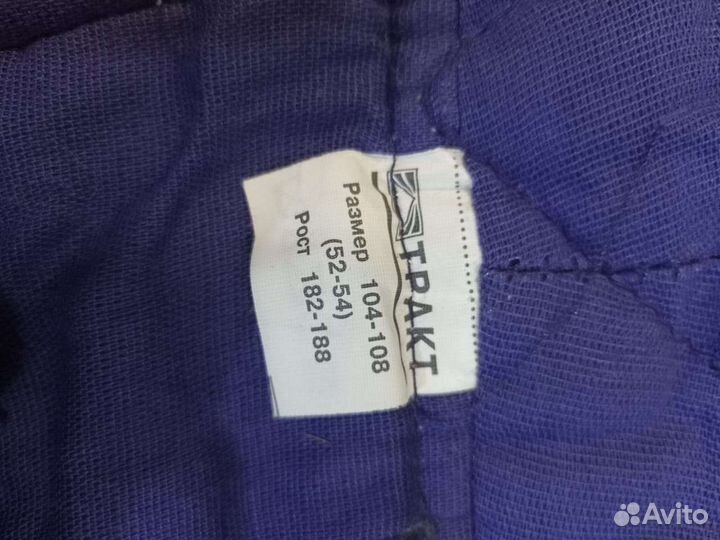 ТРАКТ
Размер 104-108
(52-54)
Рост 182-188
Avito